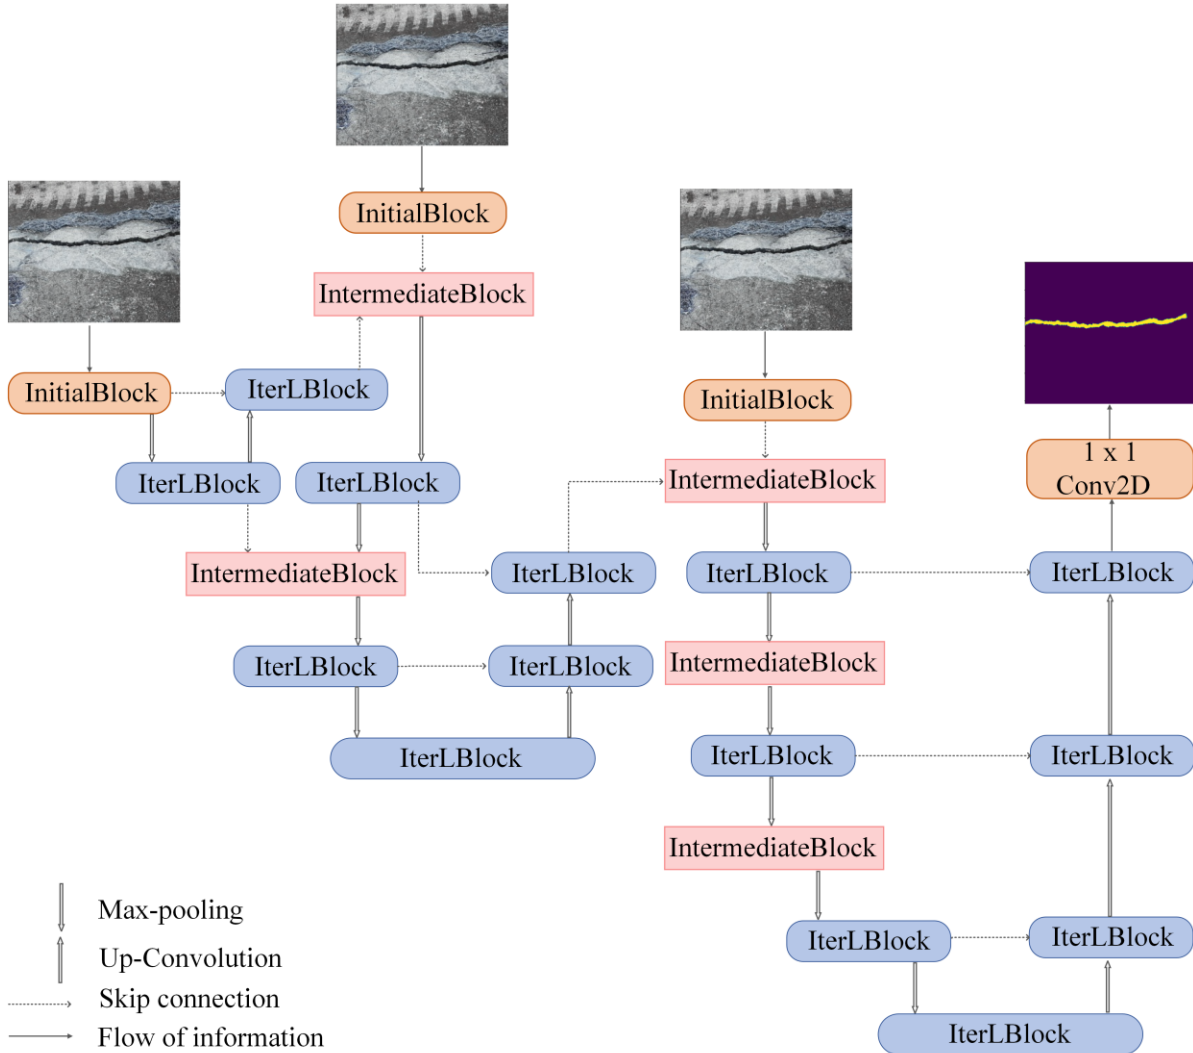 InitialBlock
IntermediateBlock
InitialBlock
IterLBlock
InitialBlock
1 x 1
Conv2D
IterLBlock
IterLBlock
IntermediateBlock
IntermediateBlock
IterLBlock
IterLBlock
IterLBlock
IterLBlock
IterLBlock
IntermediateBlock
IterLBlock
IterLBlock
IterLBlock
IntermediateBlock
IterLBlock
IterLBlock
IterLBlock
Max-pooling
Up-Convolution
Skip connection
Flow of information